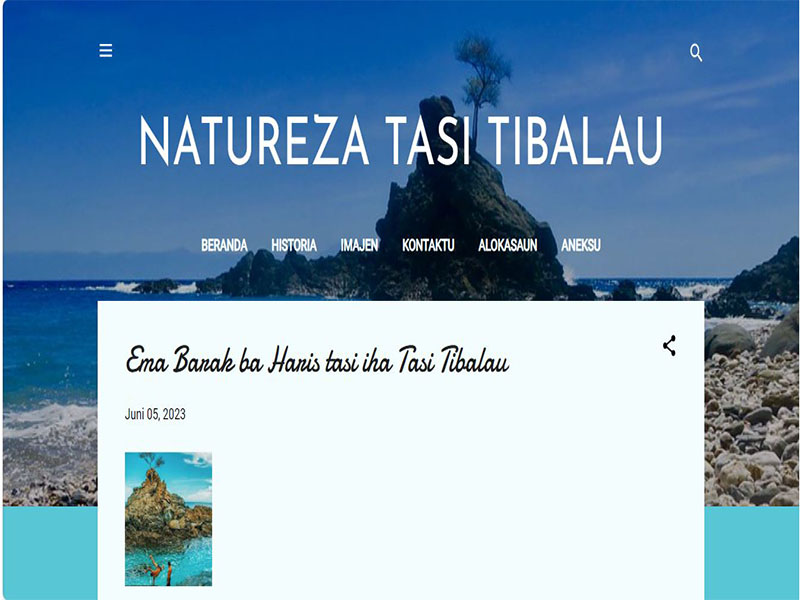 NATUREZA TASI TIBALAU
BERANDA HISTORIA IMAJEN KONTAKTU ALOKASAUN ANEKSU
Ema Barak ba Haris tasi iha Tasi Tibalau
Juni 05, 2023